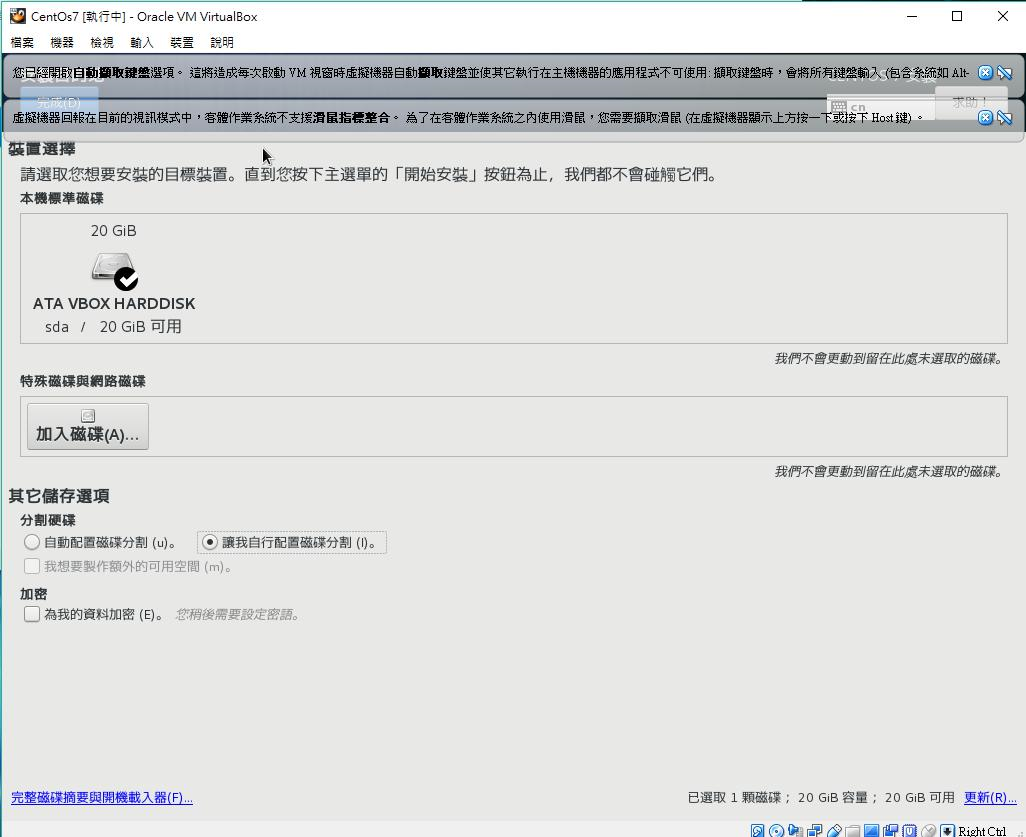 CentOs7 [執行中] - Oracle VM VirtualBox
檔案 機器 檢視 輸入 裝置 說明
您已經開啟自動擷取鍵盤選項。 這將造成每次啟動 VM 視窗時虛擬機器自動擷取鍵盤並使其它執行在主機機器的應用程式不可使用: 擷取鍵盤時，會將所有鍵盤輸入 (包含系統如 Alt-
完成(D)
cn
求助！
虛擬機器回報在目前的視訊模式中，客體作業系統不支援滑鼠指標整合。 為了在客體作業系統之內使用滑鼠，您需要擷取滑鼠 (在虛擬機器顯示上方按一下或按下 Host 鍵) 。
裝置選擇
請選取您想要安裝的目標裝置。直到您按下主選單的「開始安裝」按鈕為止，我們都不會碰觸它們。
本機標準磁碟
20 GiB
ATA VBOX HARDDISK
sda / 20 GiB 可用
我們不會更動到留在此處未選取的磁碟。
特殊磁碟與網路磁碟
加入磁碟(A)...
我們不會更動到留在此處未選取的磁碟。
其它儲存選項
分割硬碟
自動配置磁碟分割 (u)。 讓我自行配置磁碟分割 (I)。
我想要製作額外的可用空間 (m)。
加密
為我的資料加密 (E)。 您稍後需要設定密語。
完整磁碟摘要與開機載入器(F)... 已選取 1 顆磁碟； 20 GiB 容量； 20 GiB 可用 更新(R)...
Right Ctrl